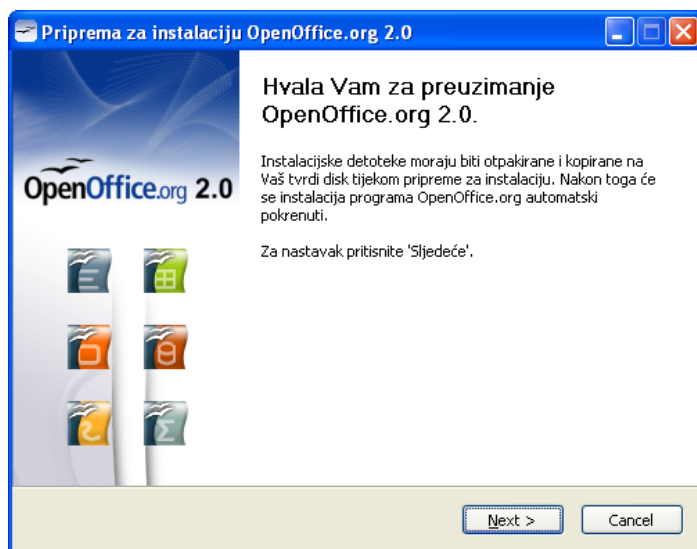 Priprema za instalaciju OpenOffice.org 2.0
Hvala Vam za preuzimanje
OpenOffice.org 2.0.
Instalacijske detoteke moraju biti otpakirane i kopirane na
Vaš tvrdi disk tijekom pripreme za instalaciju. Nakon toga će
se instalacija programa OpenOffice.org automatski
pokrenuti.
Za nastavak pritisnite 'Sljedeće'.
OpenOffice.org 2.0
Next >
Cancel